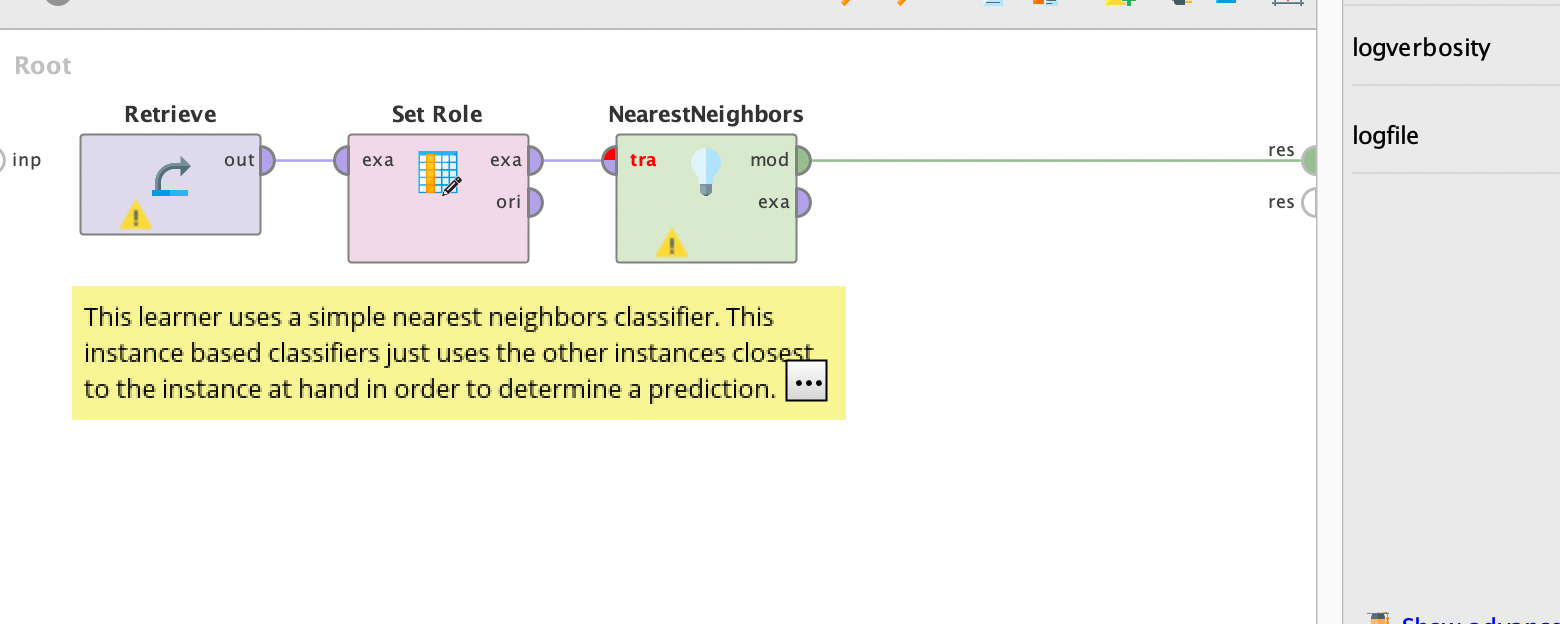 Root
Retrieve
Set Role
NearestNeighbors
inp
out
exa
exa
tra
mod
res
ori
exa
res
This learner uses a simple nearest neighbors classifier. This
instance based classifiers just uses the other instances closest
to the instance at hand in order to determine a prediction.
logverbosity
logfile
Show